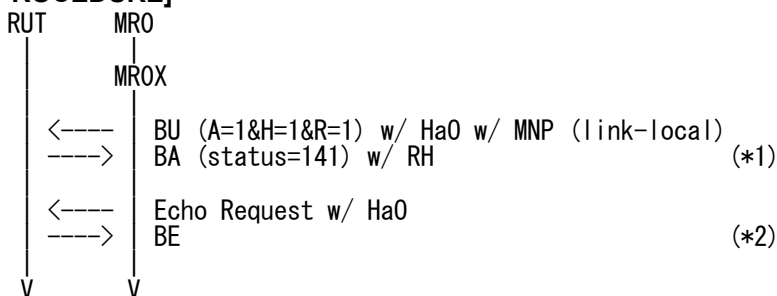 ROCEDURE]
RUT MR0
MR0X
<---- BU (A=1&H=1&R=1) w/ HaO w/ MNP (link-local)
----> BA (status=141) w/ RH (*1)
<---- Echo Request w/ HaO
----> BE (*2)
V V